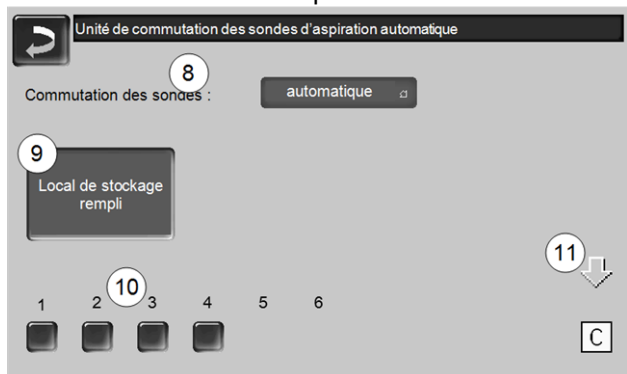 Unité de commutation des sondes d'aspiration automatique
8
Commutation des sondes :
automatique
9
Local de stockage
rempli
11
10
1 2 3 4 5 6
C